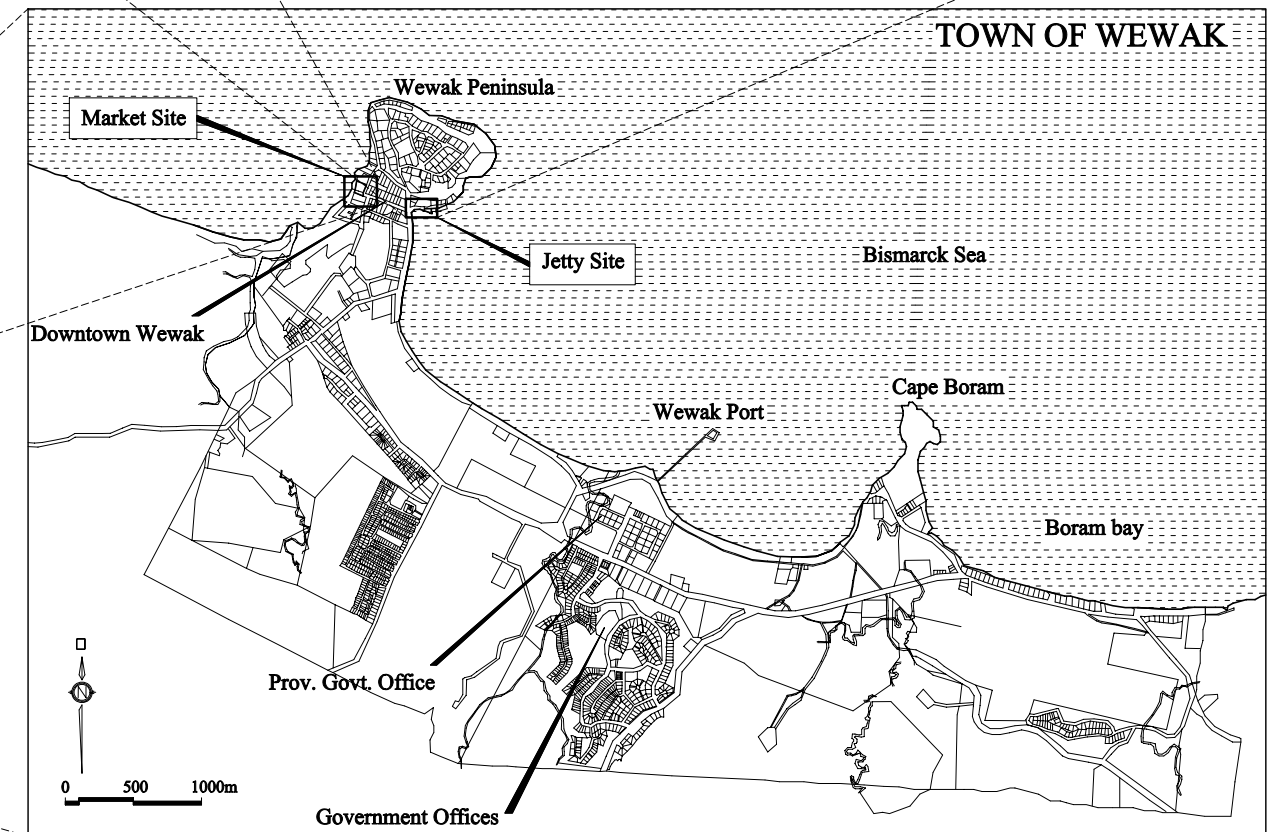 TOWN OF WEWAK
Wewak Peninsula
Market Site
Bismarck Sea
Jetty Site
Downtown Wewak
Cape Boram
Wewak Port
Boram bay
Prov. Govt. Office
N
0 500 1000m
Government Offices